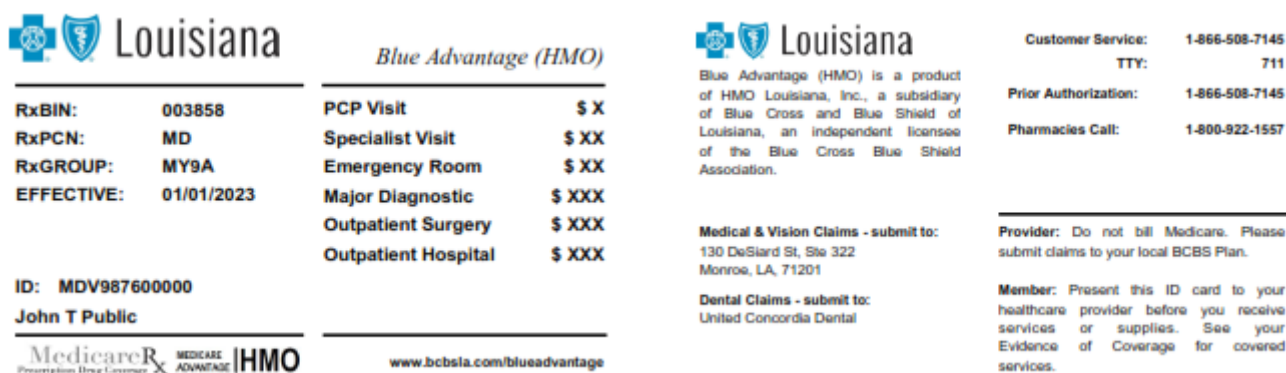 Louisiana
Blue Advantage (HMO)
RxBIN: 003858
RxPCN: MD
RxGROUP: MY9A
EFFECTIVE: 01/01/2023
ID: MDV987600000
John T Public
MedicareRx
Prescription Drug Coverage
MEDICARE
ADVANTAGE
HMO
PCP Visit $ X
Specialist Visit $ XX
Emergency Room $ XX
Major Diagnostic $ XXX
Outpatient Surgery $ XXX
Outpatient Hospital $ XXX
www.bcbsla.com/blueadvantage
Louisiana
Blue Advantage (HMO) is a product
of HMO Louisiana, Inc., a subsidiary
of Blue Cross and Blue Shield of
Louisiana, an independent licensee
of the Blue Cross Blue Shield
Association.
Medical & Vision Claims - submit to:
130 DeSiard St, Ste 322
Monroe, LA, 71201
Dental Claims - submit to:
United Concordia Dental
Customer Service: 1-866-508-7145
TTY: 711
Prior Authorization: 1-866-508-7145
Pharmacies Call: 1-800-922-1557
Provider: Do not bill Medicare. Please
submit claims to your local BCBS Plan.
Member: Present this ID card to your
healthcare provider before you receive
services or supplies. See your
Evidence of Coverage for covered
services.